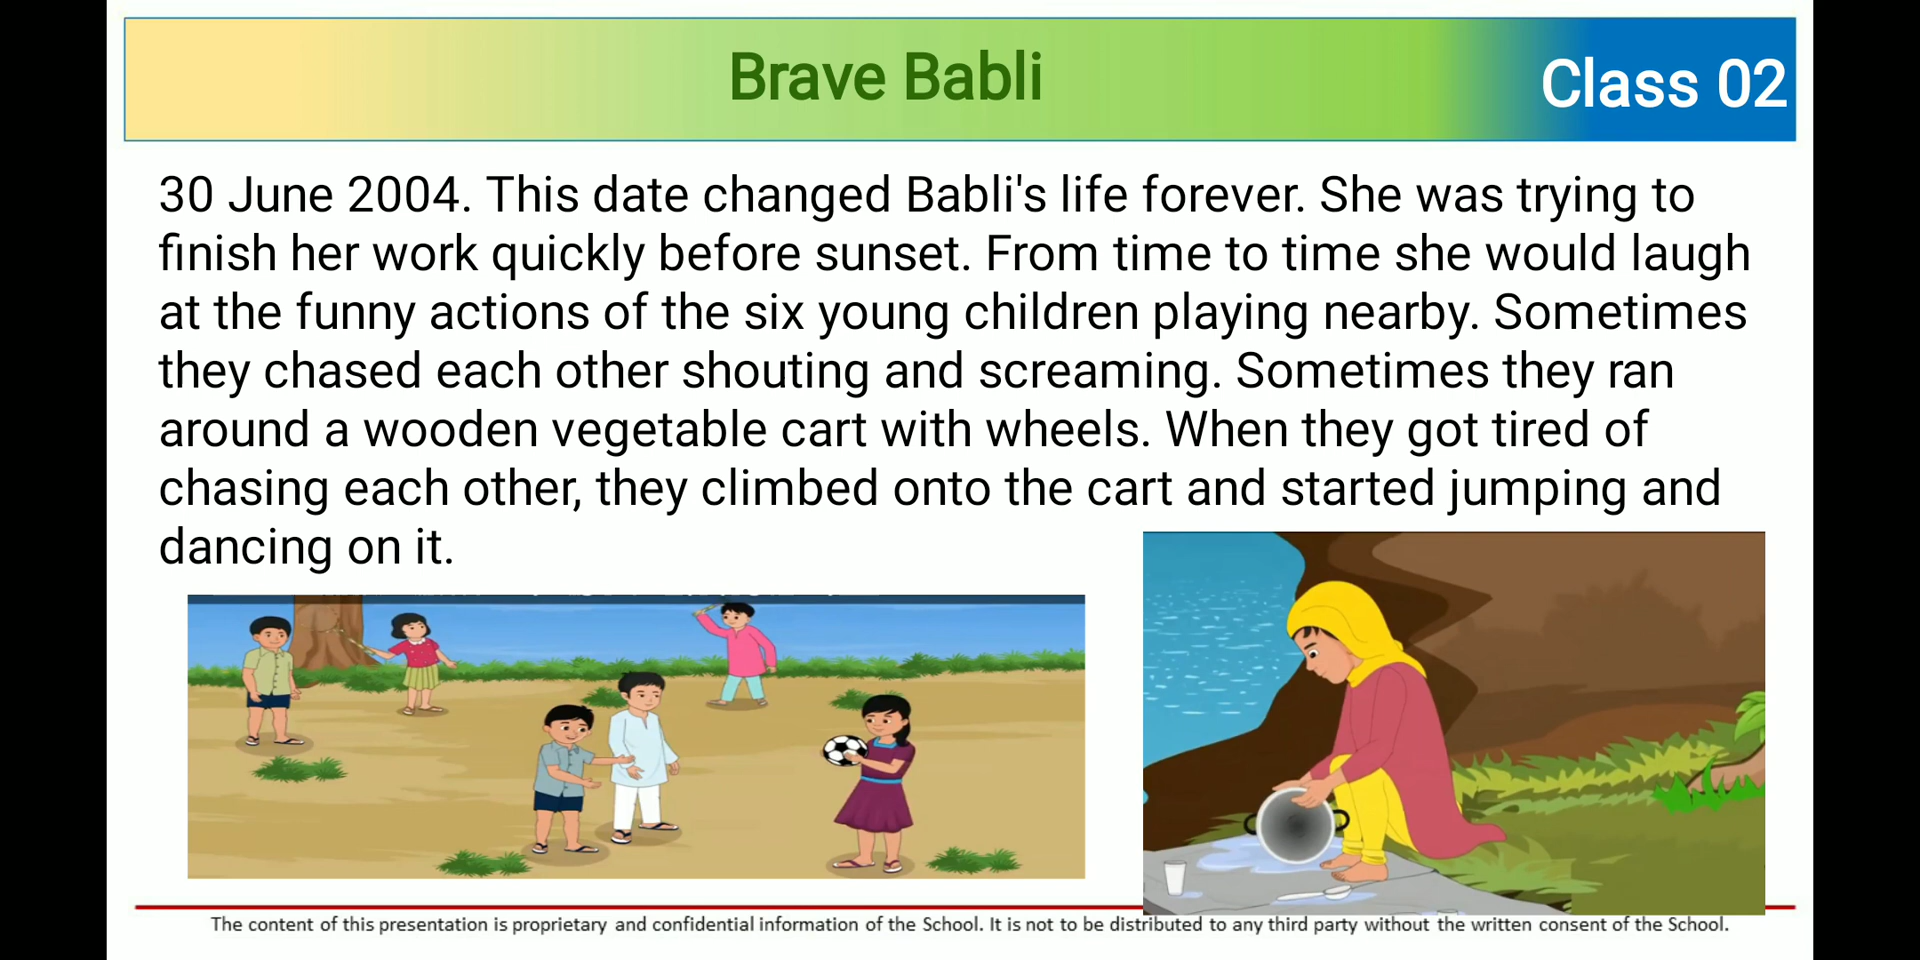 Brave Babli
Class 02
30 June 2004. This date changed Babli's life forever. She was trying to
finish her work quickly before sunset. From time to time she would laugh
at the funny actions of the six young children playing nearby. Sometimes
they chased each other shouting and screaming. Sometimes they ran
around a wooden vegetable cart with wheels. When they got tired of
chasing each other, they climbed onto the cart and started jumping and
dancing on it.
The content of this presentation is proprietary and confidential information of the School. It is not to be distributed to any third party without the written consent of the School.